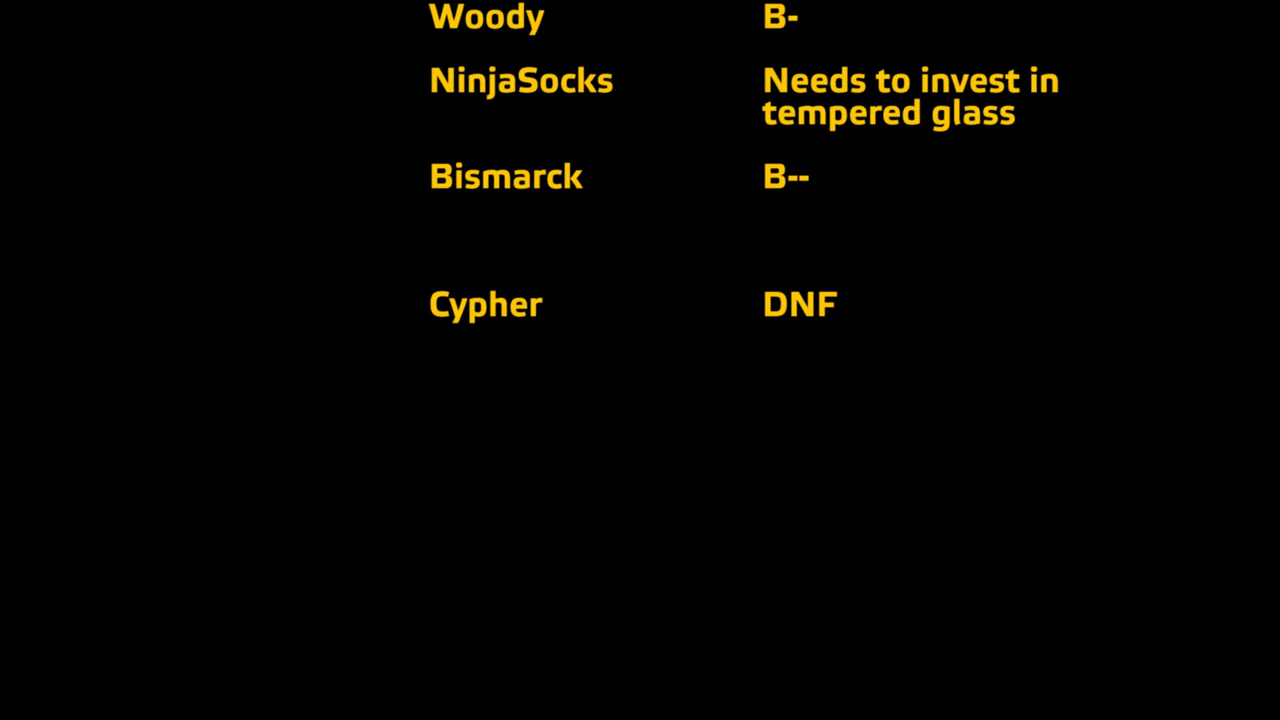 Woody B-
NinjaSocks Needs to invest in
tempered glass
Bismarck B--
Cypher DNF